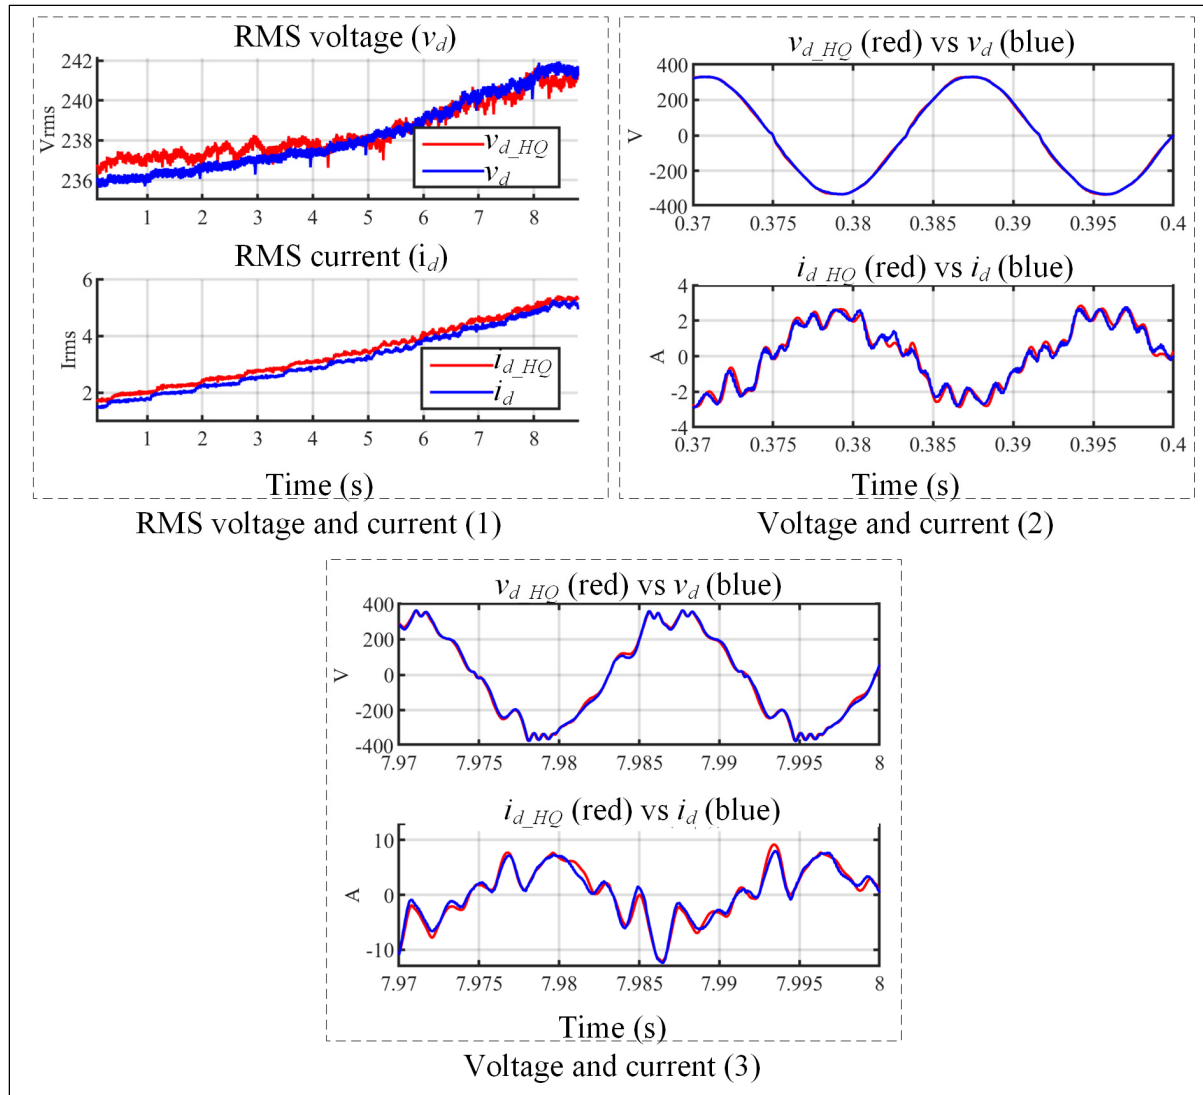 RMS voltage (v_d)
Vrms
242
240
238
236
v_d_HQ
v_d
1 2 3 4 5 6 7 8
RMS current (i_d)
Irms
6
4
2
i_d_HQ
i_d
1 2 3 4 5 6 7 8
Time (s)
RMS voltage and current (1)
v_d_HQ (red) vs v_d (blue)
V
400
200
0
-200
-400
0.37 0.375 0.38 0.385 0.39 0.395 0.4
i_d_HQ (red) vs i_d (blue)
A
4
2
0
-2
-4
0.37 0.375 0.38 0.385 0.39 0.395 0.4
Time (s)
Voltage and current (2)
v_d_HQ (red) vs v_d (blue)
V
400
200
0
-200
-400
7.97 7.975 7.98 7.985 7.99 7.995 8
i_d_HQ (red) vs i_d (blue)
A
10
0
-10
7.97 7.975 7.98 7.985 7.99 7.995 8
Time (s)
Voltage and current (3)